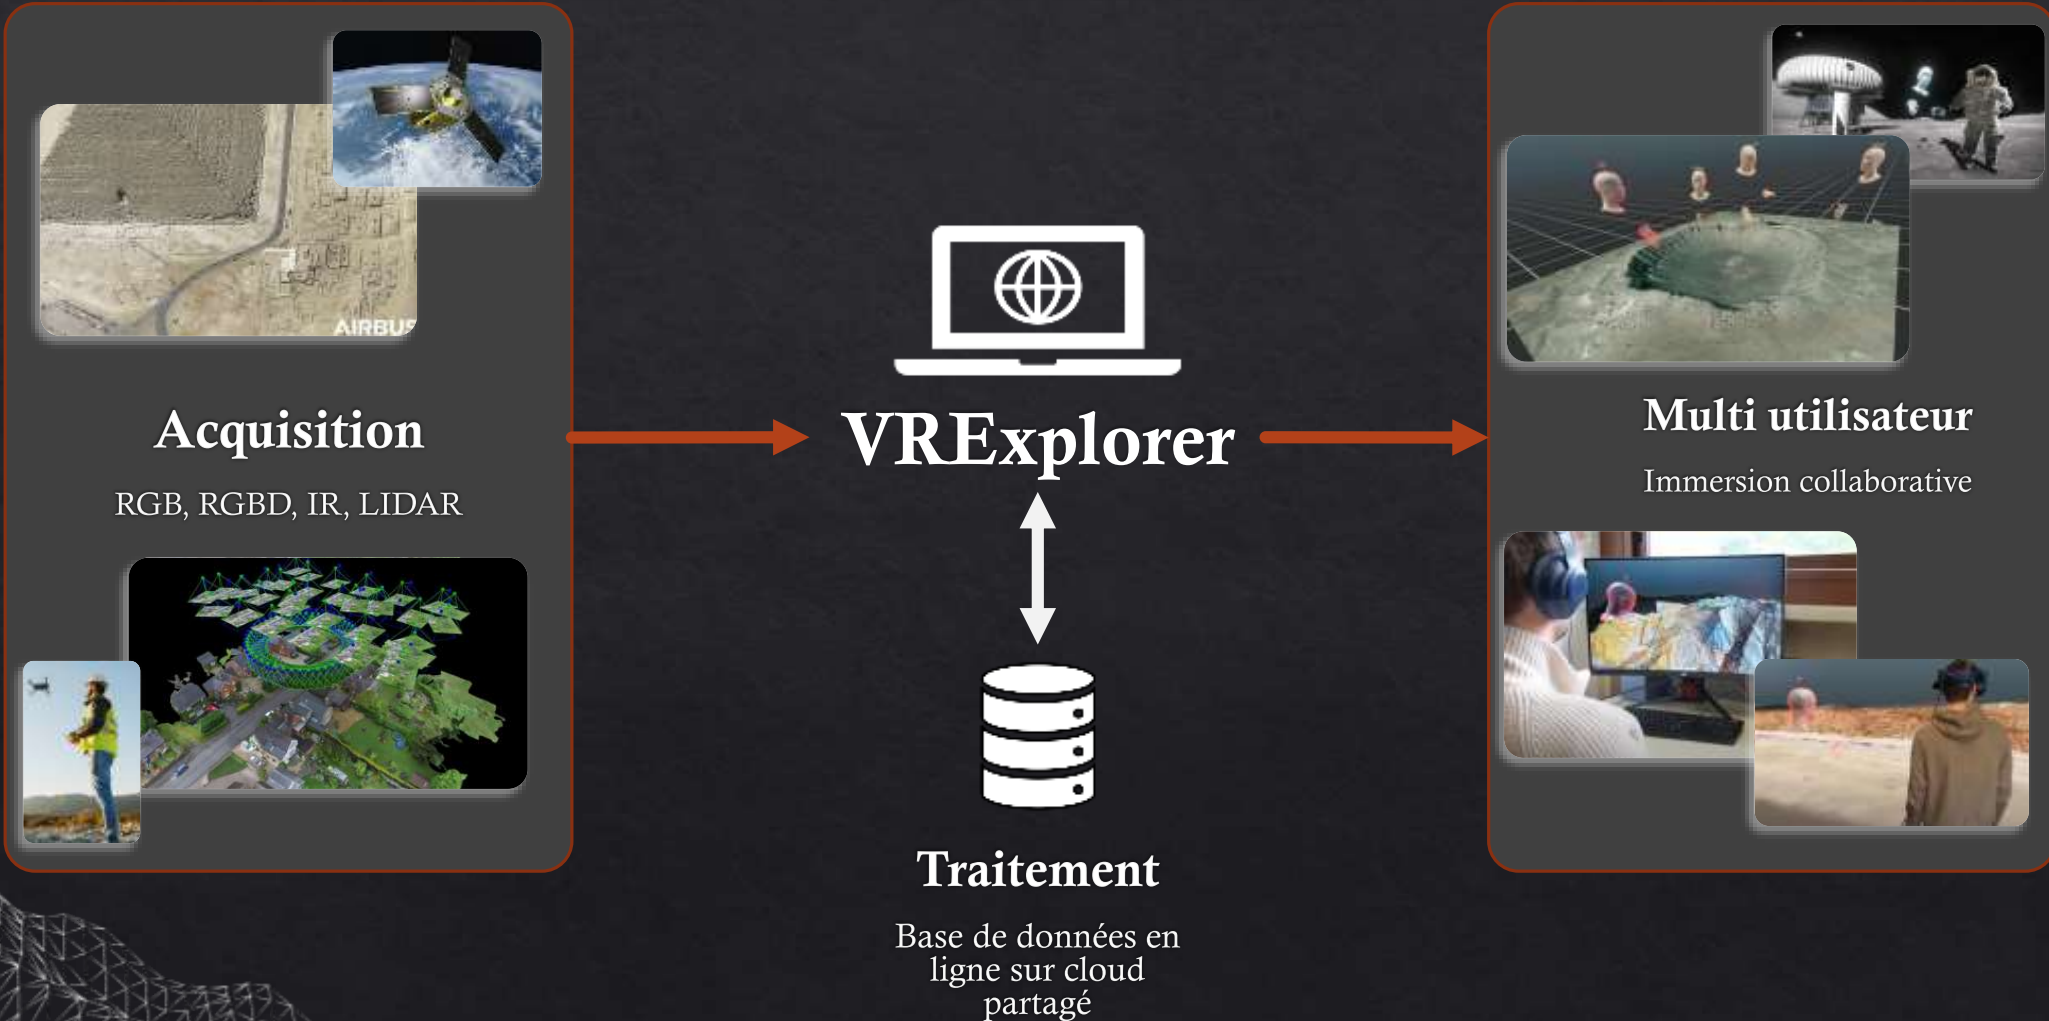 AIRBUS
Acquisition
RGB, RGBD, IR, LIDAR
VRExplorer
Traitement
Base de données en
ligne sur cloud
partagé
Multi utilisateur
Immersion collaborative